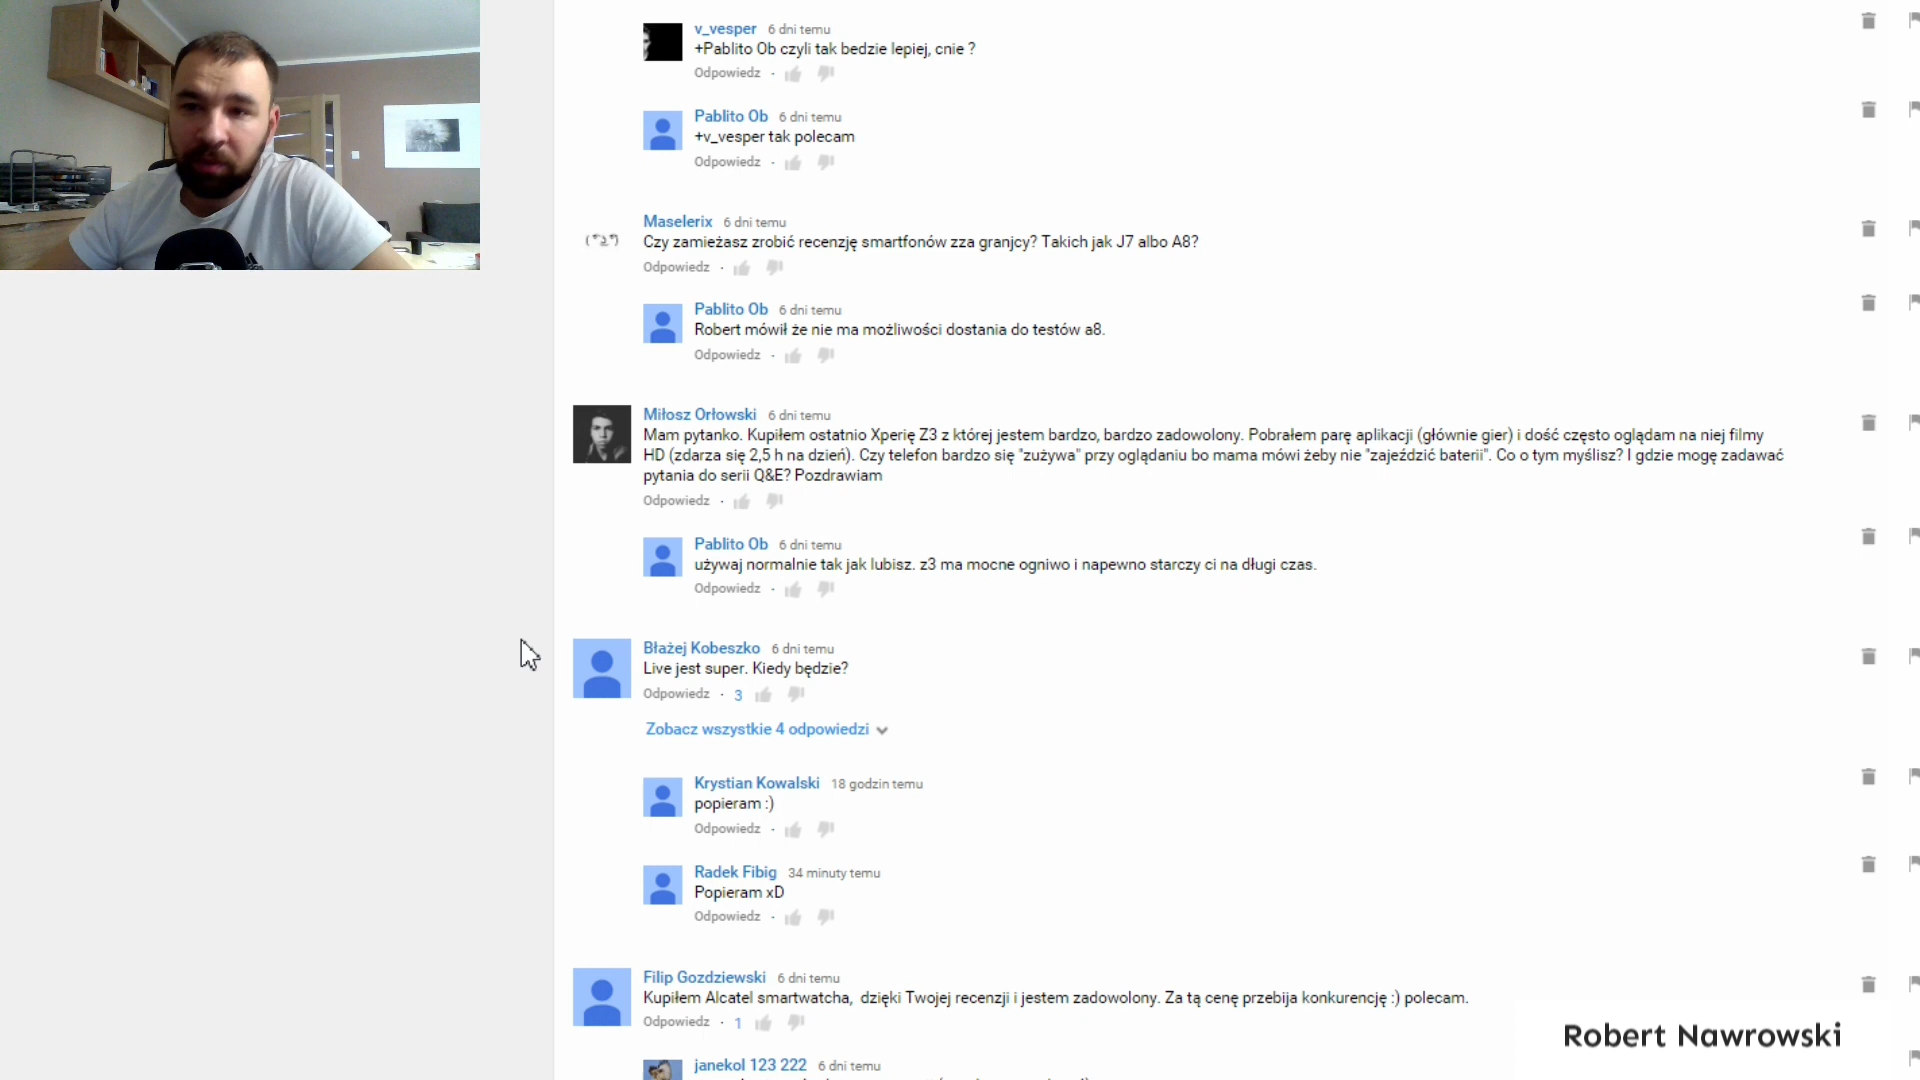 v_vesper 6 dni temu
+Pablito Ob czyli tak bedzie lepiej, cnie ?
Odpowiedz
Pablito Ob 6 dni temu
+v_vesper tak polecam
Odpowiedz
Maselerix 6 dni temu
Czy zamieżasz zrobić recenzję smartfonów zza granjcy? Takich jak J7 albo A8?
Odpowiedz
Pablito Ob 6 dni temu
Robert mówił że nie ma możliwości dostania do testów a8.
Odpowiedz
Miłosz Orłowski 6 dni temu
Mam pytanko. Kupiłem ostatnio Xperię Z3 z której jestem bardzo, bardzo zadowolony. Pobrałem parę aplikacji (głównie gier) i dość często oglądam na niej filmy
HD (zdarza się 2,5 h na dzień). Czy telefon bardzo się "zużywa" przy oglądaniu bo mama mówi żeby nie "zajeździć baterii". Co o tym myślisz? I gdzie mogę zadawać
pytania do serii Q&E? Pozdrawiam
Odpowiedz
Pablito Ob 6 dni temu
używaj normalnie tak jak lubisz. z3 ma mocne ogniwo i napewno starczy ci na długi czas.
Odpowiedz
Błażej Kobeszko 6 dni temu
Live jest super. Kiedy będzie?
Odpowiedz · 3
Zobacz wszystkie 4 odpowiedzi
Krystian Kowalski 18 godzin temu
popieram :)
Odpowiedz
Radek Fibig 34 minuty temu
Popieram xD
Odpowiedz
Filip Gozdziewski 6 dni temu
Kupiłem Alcatel smartwatcha, dzięki Twojej recenzji i jestem zadowolony. Za tą cenę przebija konkurencję :) polecam.
Odpowiedz · 1
Robert Nawrowski
janekol 123 222 6 dni temu